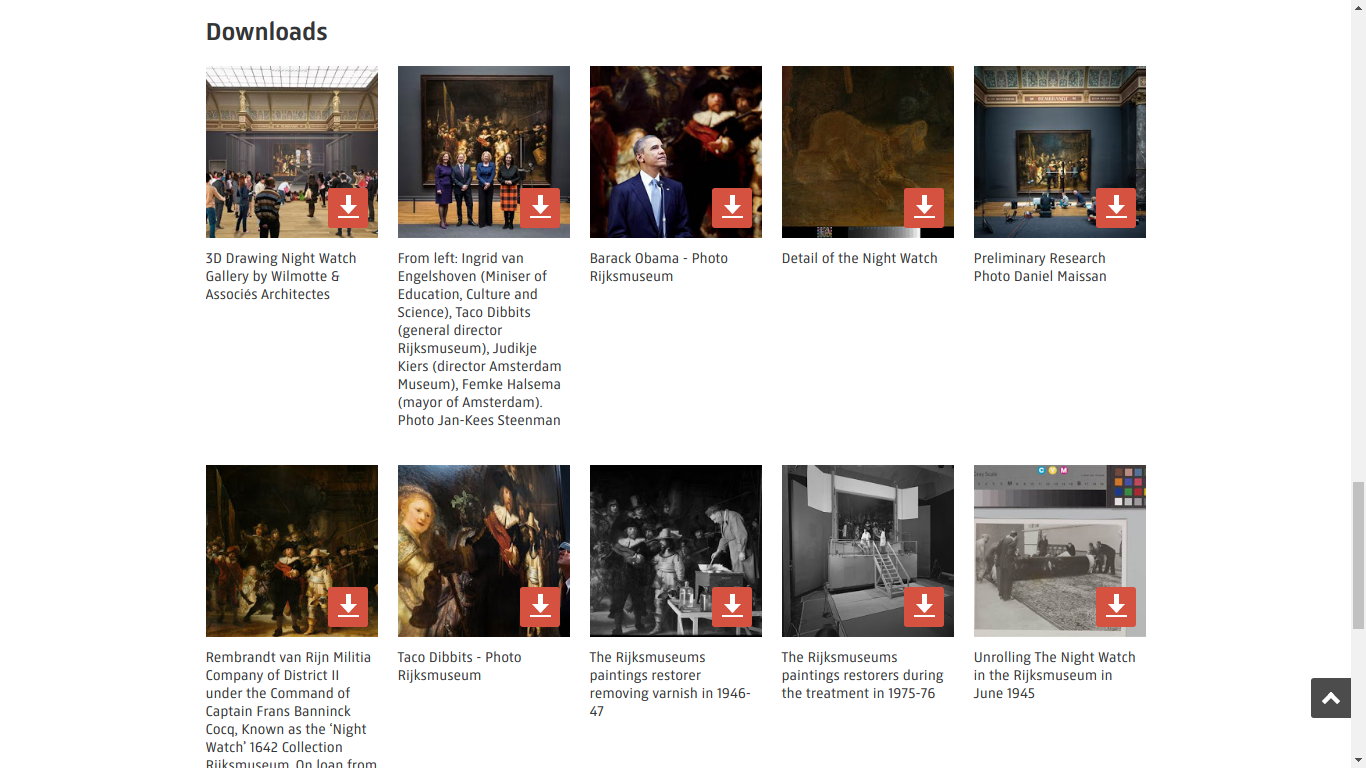 Downloads
3D Drawing Night Watch
Gallery by Wilmotte &
Associés Architectes
From left: Ingrid van
Engelshoven (Miniser of
Education, Culture and
Science), Taco Dibbits
(general director
Rijksmuseum), Judikje
Kiers (director Amsterdam
Museum), Femke Halsema
(mayor of Amsterdam).
Photo Jan-Kees Steenman
Barack Obama - Photo
Rijksmuseum
Detail of the Night Watch
REMBRANDT
Preliminary Research
Photo Daniel Maissan
Rembrandt van Rijn Militia
Company of District II
under the Command of
Captain Frans Banninck
Cocq, Known as the ‘Night
Watch’ 1642 Collection
Rijksmuseum. On loan from
Taco Dibbits - Photo
Rijksmuseum
The Rijksmuseums
paintings restorer
removing varnish in 1946-
47
The Rijksmuseums
paintings restorers during
the treatment in 1975-76
C Y M
Unrolling The Night Watch
in the Rijksmuseum in
June 1945